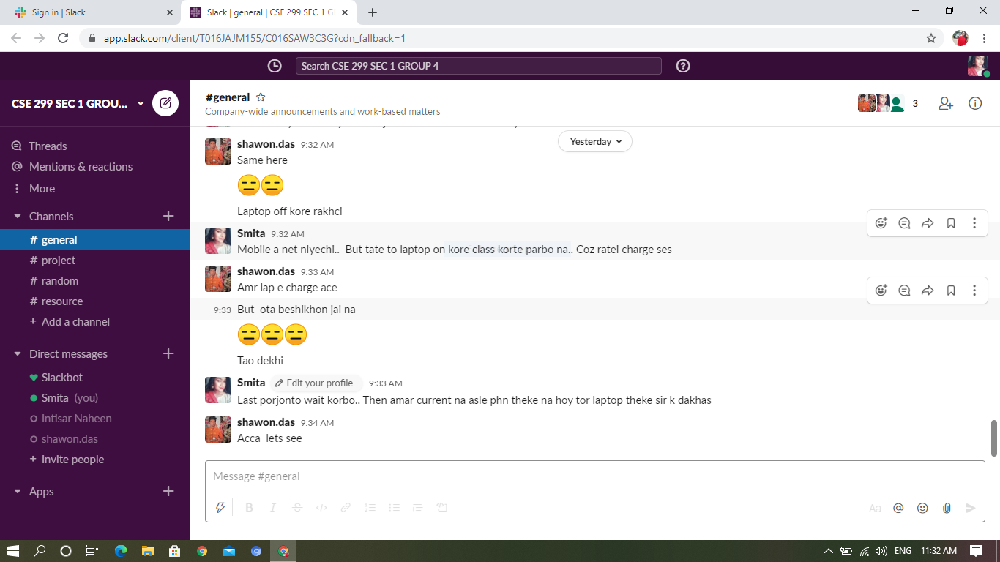 Sign in | Slack
Slack | general | CSE 299 SEC 1 G
app.slack.com/client/T016JAJM155/C016SAW3C3G?cdn_fallback=1
Search CSE 299 SEC 1 GROUP 4
CSE 299 SEC 1 GROU...
#general
Company-wide announcements and work-based matters
3
Threads
Mentions & reactions
More
Channels
# general
# project
# random
# resource
+ Add a channel
Direct messages
Slackbot
Smita (you)
Intisar Naheen
shawon.das
+ Invite people
Apps
Yesterday
shawon.das 9:32 AM
Same here
Laptop off kore rakhci
Smita 9:32 AM
Mobile a net niyechi.. But tate to laptop on kore class korte parbo na.. Coz ratei charge ses
shawon.das 9:33 AM
Amr lap e charge ace
9:33 But ota beshikhon jai na
Tao dekhi
Smita Edit your profile 9:33 AM
Last porjonto wait korbo.. Then amar current na asle phn theke na hoy tor laptop theke sir k dakhas
shawon.das 9:34 AM
Acca lets see
Message #general
B I S Aa @
ENG 11:32 AM